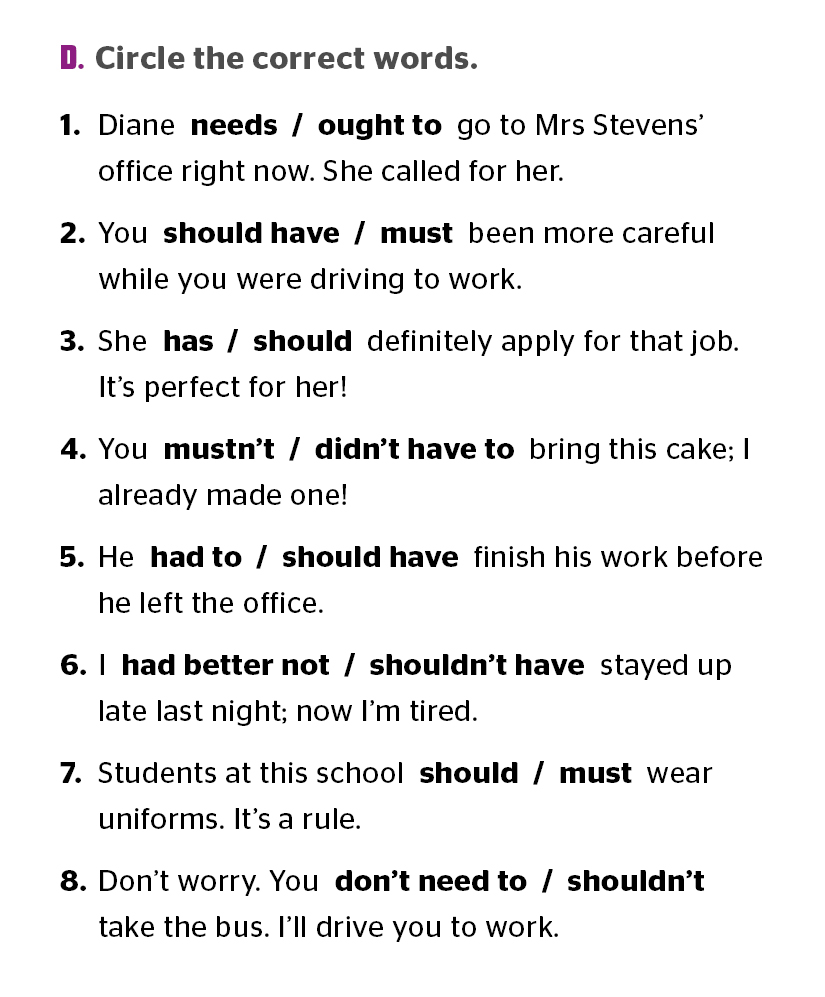 D. Circle the correct words.
1. Diane needs / ought to go to Mrs Stevens’
office right now. She called for her.
2. You should have / must been more careful
while you were driving to work.
3. She has / should definitely apply for that job.
It’s perfect for her!
4. You mustn’t / didn’t have to bring this cake; I
already made one!
5. He had to / should have finish his work before
he left the office.
6. I had better not / shouldn’t have stayed up
late last night; now I’m tired.
7. Students at this school should / must wear
uniforms. It’s a rule.
8. Don’t worry. You don’t need to / shouldn’t
take the bus. I’ll drive you to work.